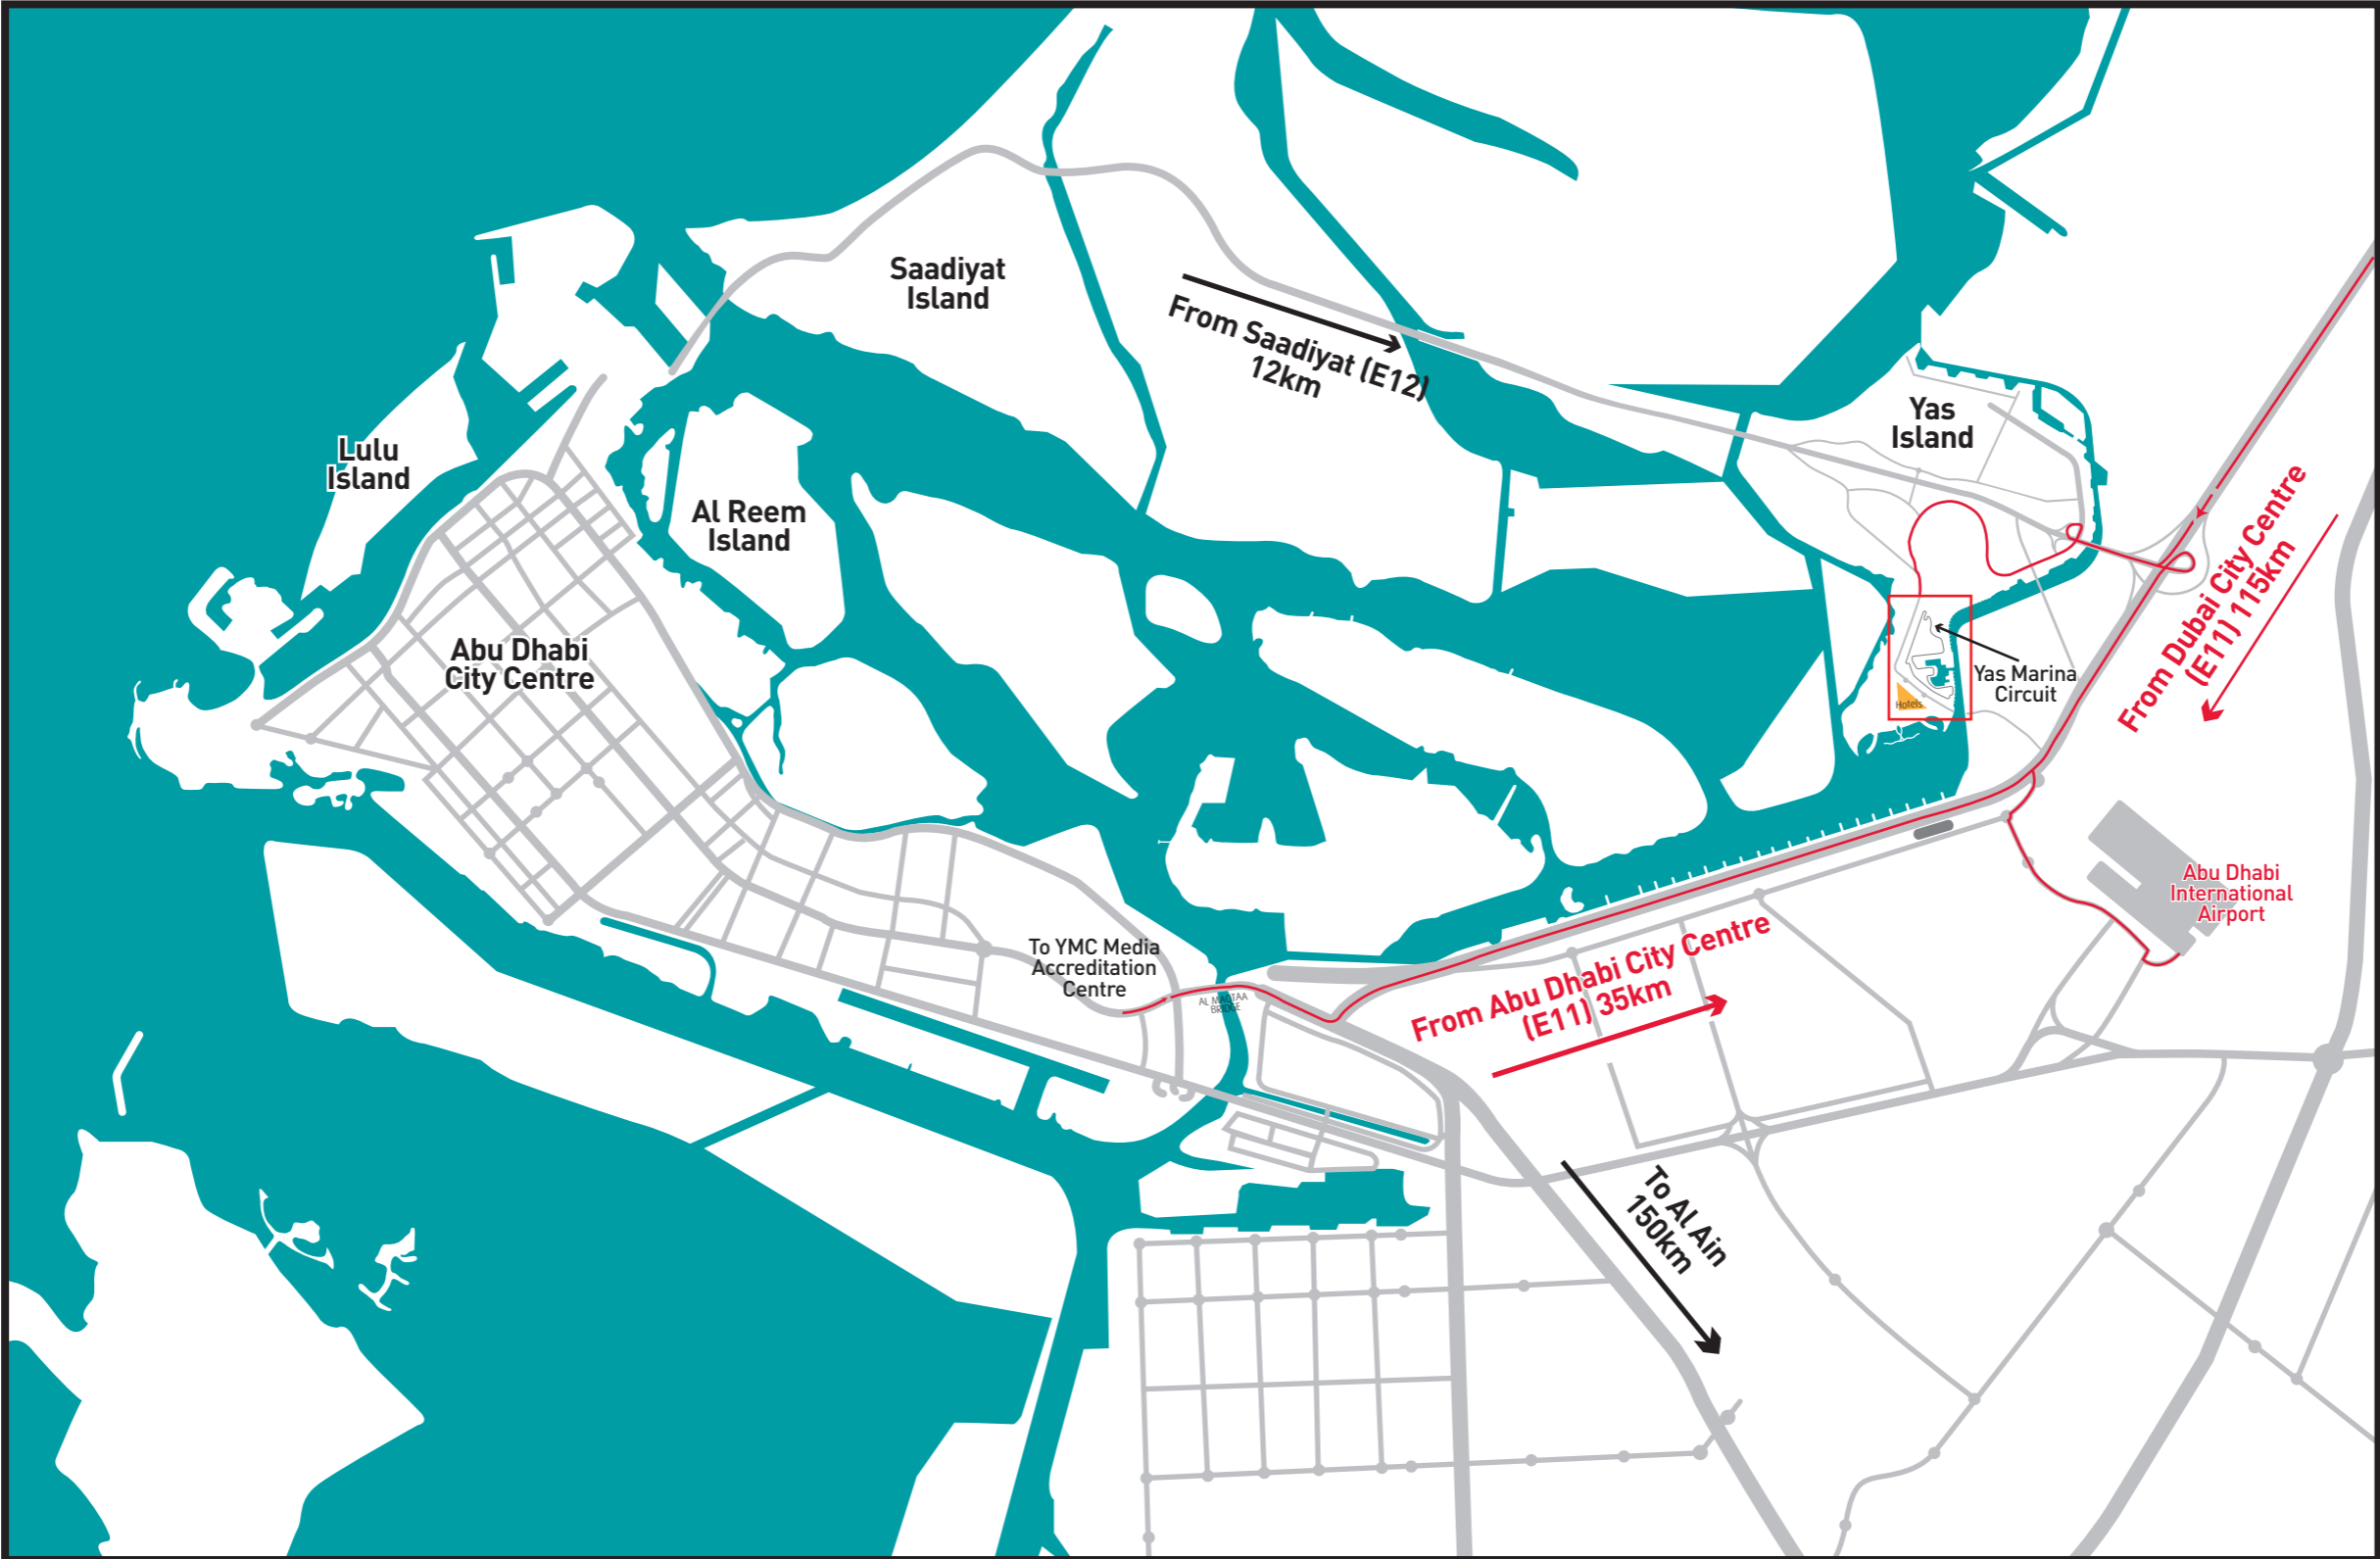 Saadiyat
Island
From Saadiyat (E12)
12km
Yas
Island
Lulu
Island
Al Reem
Island
Abu Dhabi
City Centre
From Dubai City Centre
(E11) 115km
Yas Marina
Circuit
Hotels
Abu Dhabi
International
Airport
To YMC Media
Accreditation
Centre
AL MAQTAA
BRIDGE
From Abu Dhabi City Centre
(E11) 35km
To Al Ain
150km